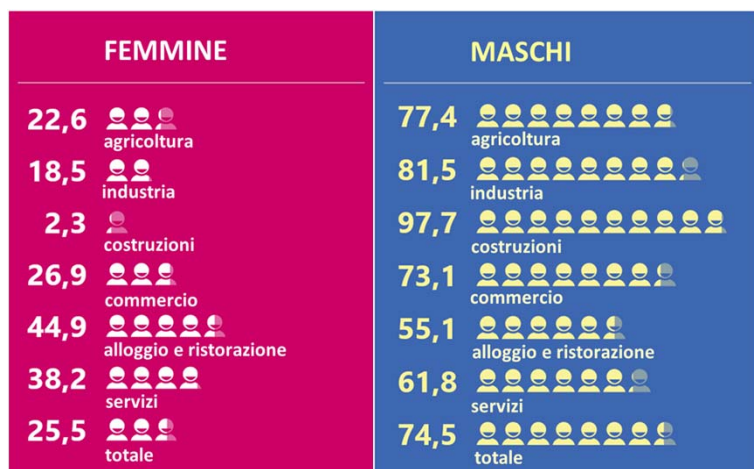 FEMMINE
22,6
agricoltura
18,5
industria
2,3
costruzioni
26,9
commercio
44,9
alloggio e ristorazione
38,2
servizi
25,5
totale
MASCHI
77,4
agricoltura
81,5
industria
97,7
costruzioni
73,1
commercio
55,1
alloggio e ristorazione
61,8
servizi
74,5
totale